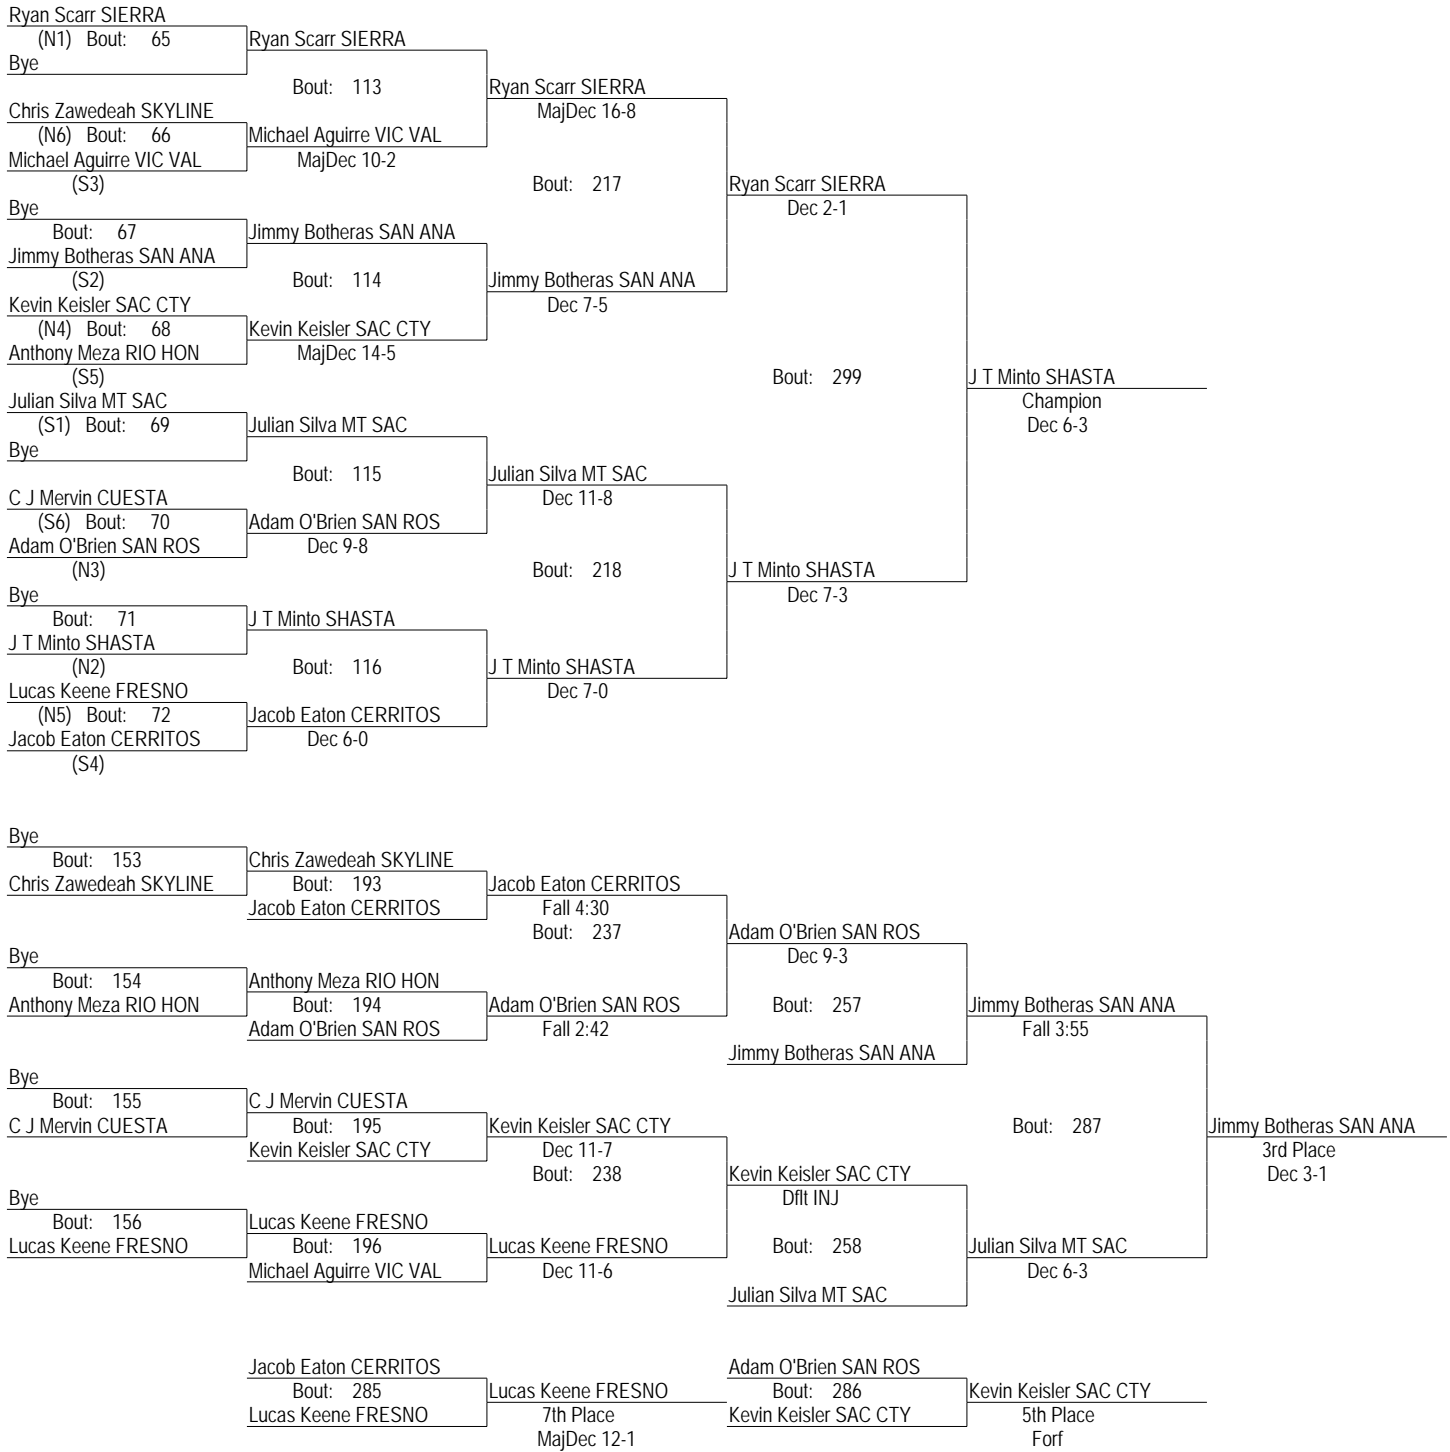 Ryan Scarr SIERRA
(N1) Bout: 65 Ryan Scarr SIERRA
Bye
Bout: 113 Ryan Scarr SIERRA
Chris Zawedeah SKYLINE MajDec 16-8
(N6) Bout: 66 Michael Aguirre VIC VAL
Michael Aguirre VIC VAL MajDec 10-2
(S3) Bout: 217 Ryan Scarr SIERRA
Bye Dec 2-1
Bout: 67 Jimmy Botheras SAN ANA
Jimmy Botheras SAN ANA
(S2) Bout: 114 Jimmy Botheras SAN ANA
Kevin Keisler SAC CTY Dec 7-5
(N4) Bout: 68 Kevin Keisler SAC CTY
Anthony Meza RIO HON MajDec 14-5
(S5) Bout: 299 J T Minto SHASTA
Julian Silva MT SAC Champion
(S1) Bout: 69 Julian Silva MT SAC Dec 6-3
Bye
Bout: 115 Julian Silva MT SAC
C J Mervin CUESTA Dec 11-8
(S6) Bout: 70 Adam O'Brien SAN ROS
Adam O'Brien SAN ROS Dec 9-8
(N3) Bout: 218 J T Minto SHASTA
Bye Dec 7-3
Bout: 71 J T Minto SHASTA
J T Minto SHASTA
(N2) Bout: 116 J T Minto SHASTA
Lucas Keene FRESNO Dec 7-0
(N5) Bout: 72 Jacob Eaton CERRITOS
Jacob Eaton CERRITOS Dec 6-0
(S4)
Bye
Bout: 153 Chris Zawedeah SKYLINE
Chris Zawedeah SKYLINE Bout: 193 Jacob Eaton CERRITOS
Jacob Eaton CERRITOS Fall 4:30
Bout: 237 Adam O'Brien SAN ROS
Bye Dec 9-3
Bout: 154 Anthony Meza RIO HON
Anthony Meza RIO HON Bout: 194 Adam O'Brien SAN ROS Bout: 257 Jimmy Botheras SAN ANA
Adam O'Brien SAN ROS Fall 2:42 Fall 3:55
Jimmy Botheras SAN ANA
Bye
Bout: 155 C J Mervin CUESTA
C J Mervin CUESTA Bout: 195 Kevin Keisler SAC CTY Bout: 287 Jimmy Botheras SAN ANA
Kevin Keisler SAC CTY Dec 11-7 3rd Place
Bout: 238 Kevin Keisler SAC CTY Dec 3-1
Bye Dflt INJ
Bout: 156 Lucas Keene FRESNO
Lucas Keene FRESNO Bout: 196 Lucas Keene FRESNO Bout: 258 Julian Silva MT SAC
Michael Aguirre VIC VAL Dec 11-6 Dec 6-3
Julian Silva MT SAC
Jacob Eaton CERRITOS Adam O'Brien SAN ROS
Bout: 285 Lucas Keene FRESNO Bout: 286 Kevin Keisler SAC CTY
Lucas Keene FRESNO 7th Place Kevin Keisler SAC CTY 5th Place
MajDec 12-1 Forf